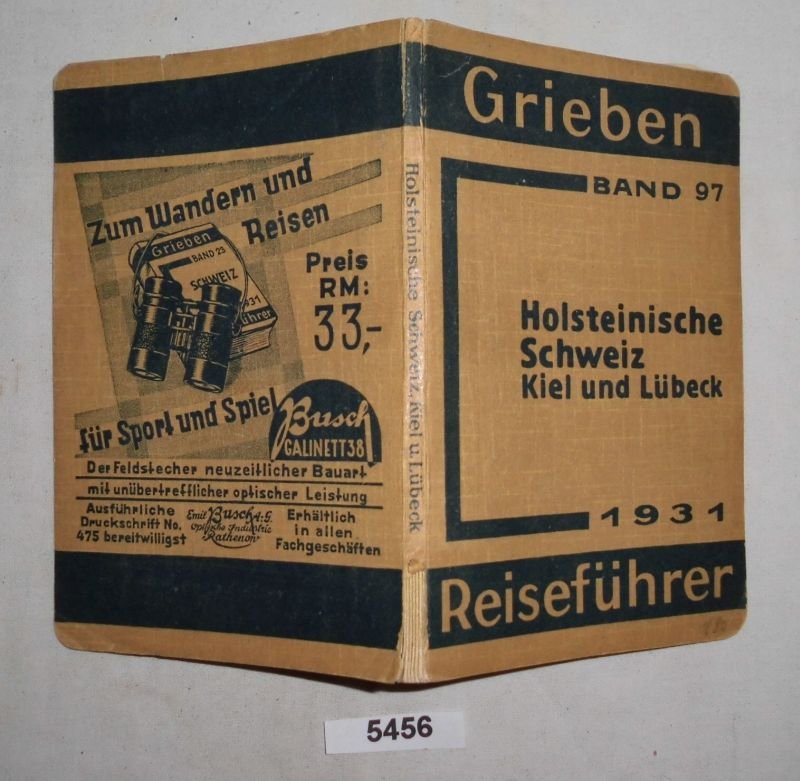 Grieben
BAND 97
Holsteinische
Schweiz
Kiel und Lübeck
1931
Reiseführer
Holsteinische Schweiz, Kiel u. Lübeck
Zum Wandern und
Reisen
Grieben
BAND 23
SCHWEIZ
1931
führer
Preis
RM:
33,-
für Sport und Spiel
Busch
GALINETT 38
Der Feldstecher neuzeitlicher Bauart
mit unübertrefflicher optischer Leistung
Ausführliche
Druckschrift No.
475 bereitwilligst
Emil Busch A.-G.
Optische Industrie
Rathenow
Erhältlich
in allen
Fachgeschäften
5456